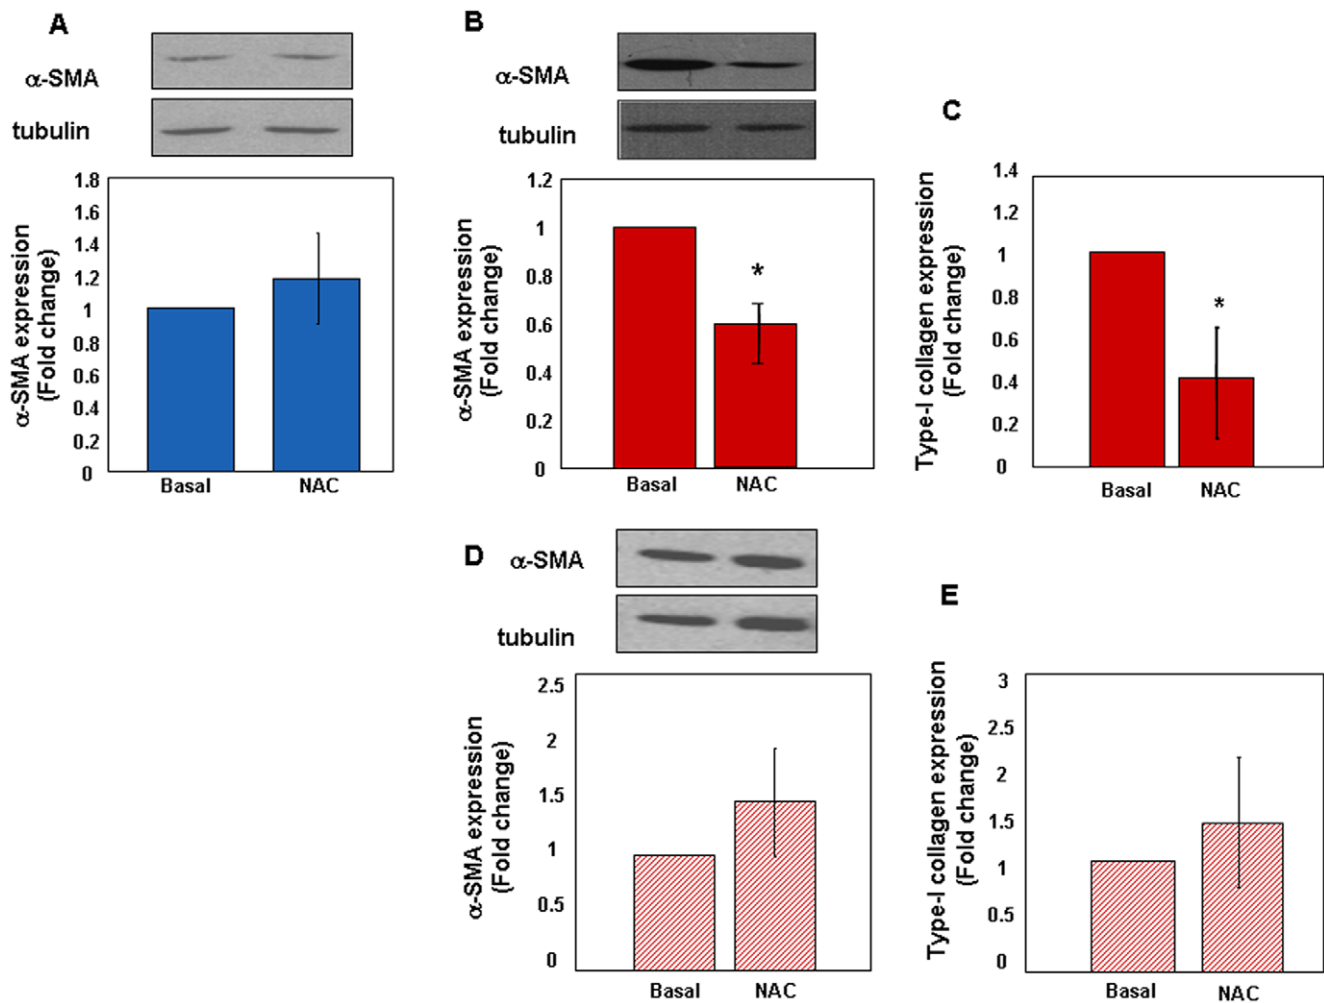 A
α-SMA
tubulin
1.8
1.6
1.4
1.2
1
0.8
0.6
0.4
0.2
0
α-SMA expression
(Fold change)
Basal NAC
B
α-SMA
tubulin
1.2
1
0.8
0.6
0.4
0.2
0
α-SMA expression
(Fold change)
*
Basal NAC
C
1.4
1.2
1
0.8
0.6
0.4
0.2
0
Type-I collagen expression
(Fold change)
*
Basal NAC
D
α-SMA
tubulin
2.5
2
1.5
1
0.5
0
α-SMA expression
(Fold change)
Basal NAC
E
3
2.5
2
1.5
1
0.5
0
Type-I collagen expression
(Fold change)
Basal NAC